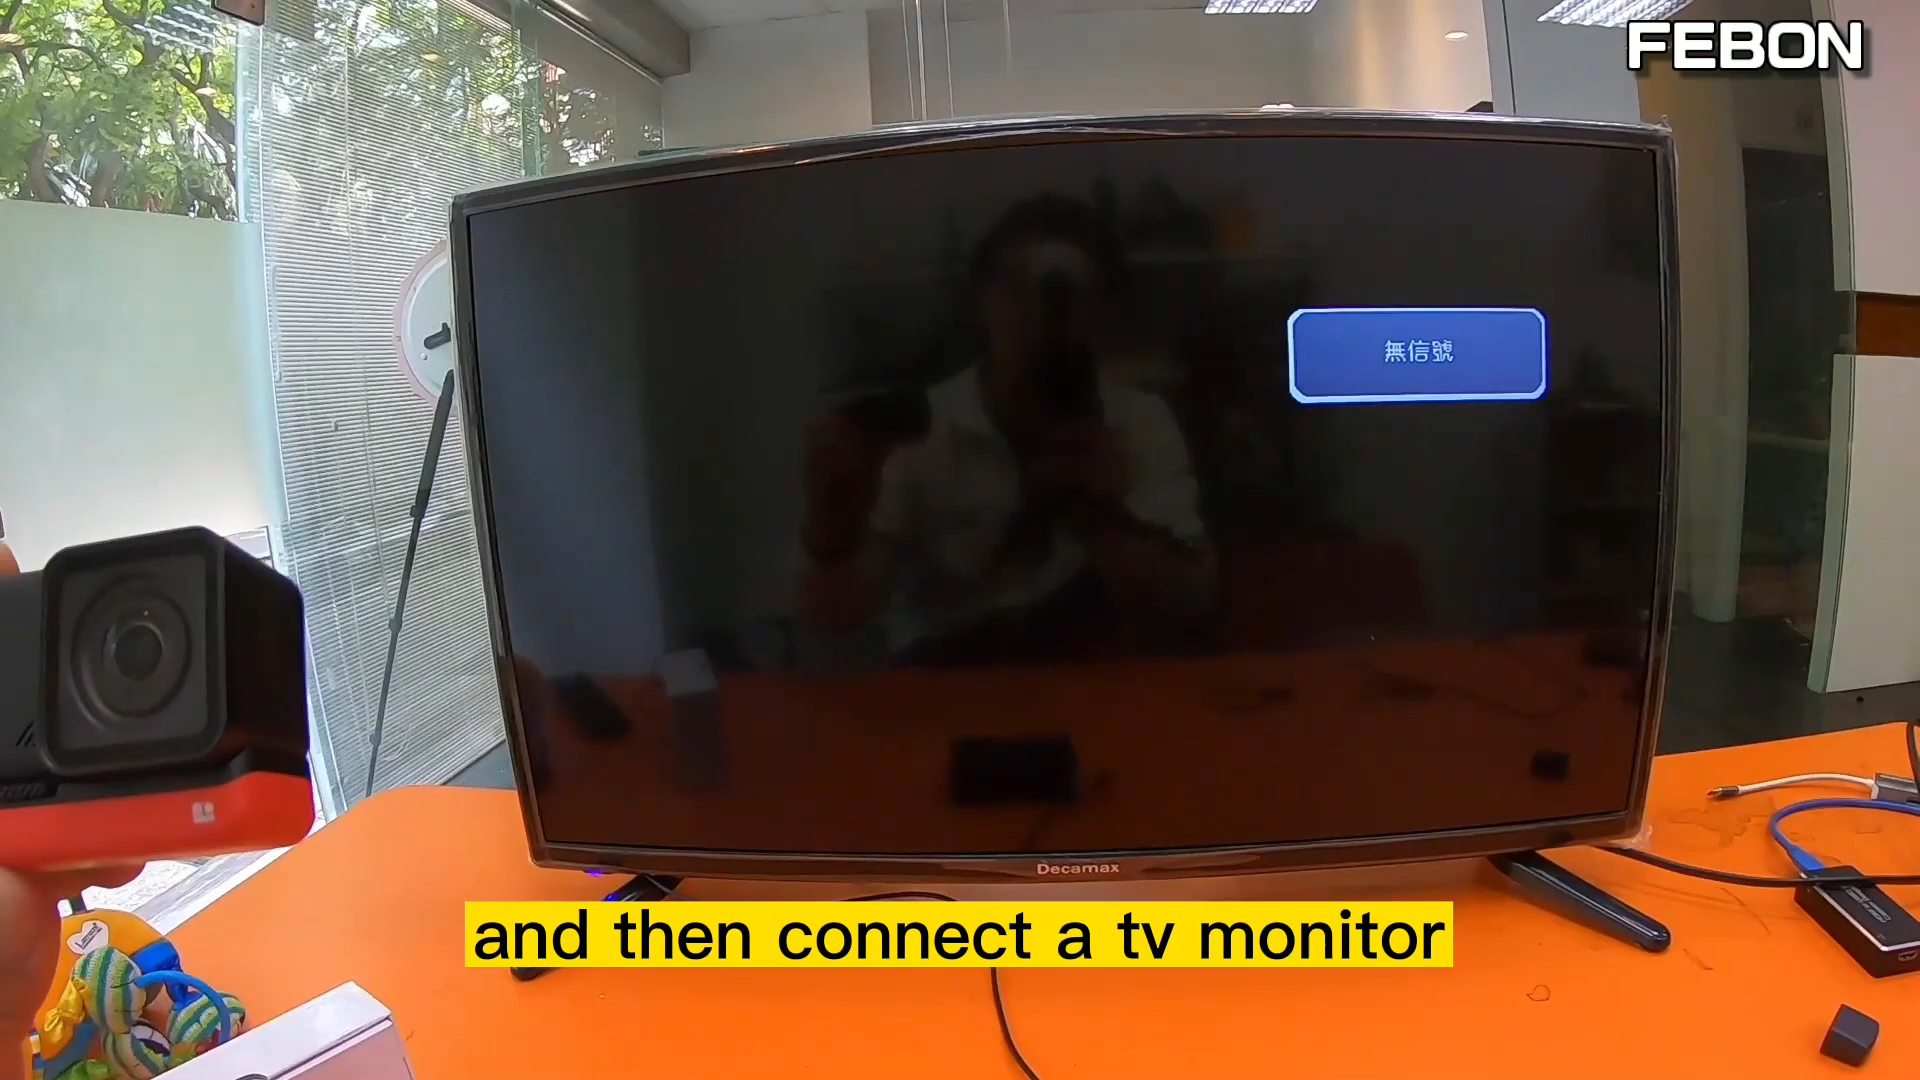 FEBON
無信號
Decamax
and then connect a tv monitor